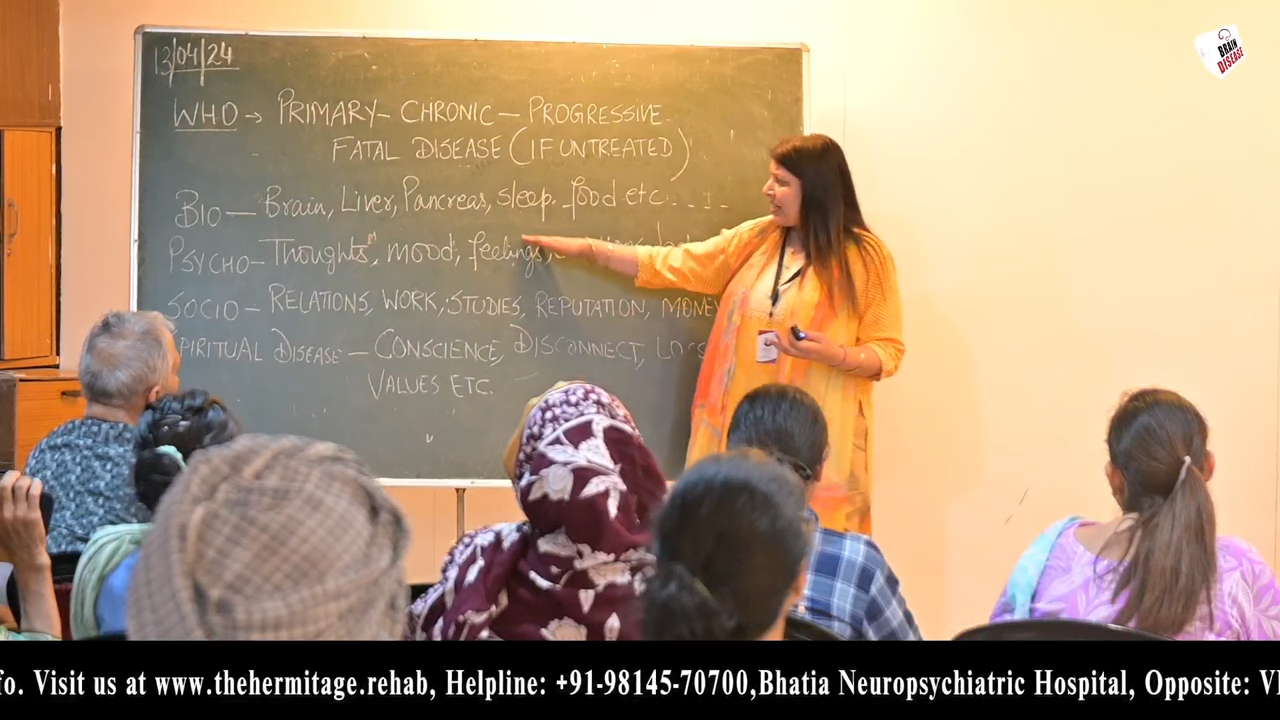 13/04/24
WHO → PRIMARY - CHRONIC - PROGRESSIVE.
FATAL DISEASE (IF UNTREATED)
BIO - Brain, Liver, Pancreas, Sleep. food etc...
PSYCHO - Thoughts, mood, feelings,
SOCIO - RELATIONS, WORK, STUDIES, REPUTATION, MONEY
PIRITUAL DISEASE - CONSCIENCE, DISCONNECT,
VALUES ETC.
BRAIN
DISEASE
fo. Visit us at www.thehermitage.rehab, Helpline: +91-98145-70700,Bhatia Neuropsychiatric Hospital, Opposite: